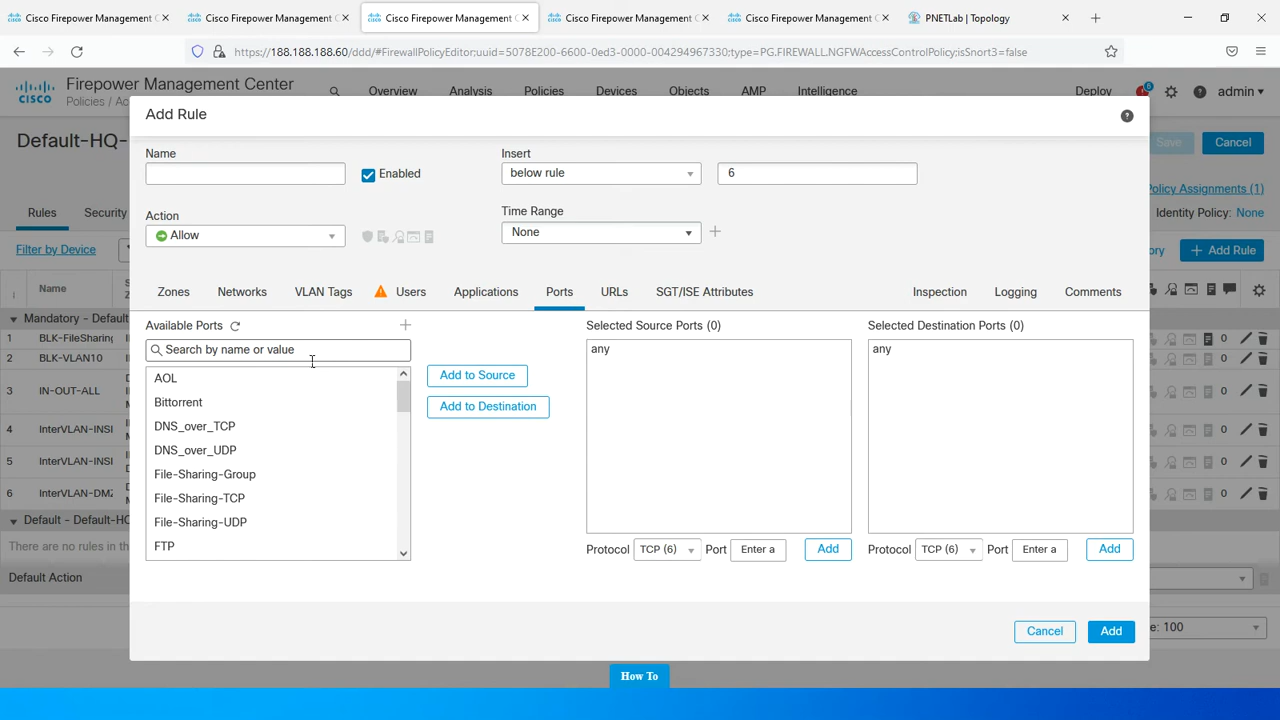 Cisco Firepower Management C
Cisco Firepower Management C
Cisco Firepower Management C
Cisco Firepower Management C
Cisco Firepower Management C
PNETLab | Topology
https://188.188.188.60/ddd/#FirewallPolicyEditor;uuid=5078E200-6600-0ed3-0000-004294967330;type=PG.FIREWALL.NGFWAccessControlPolicy;isSnort3=false
cisco
Firepower Management Center
Policies / Ac
Overview Analysis Policies Devices Objects AMP Intelligence
Deploy 6 admin
Default-HQ-
Save Cancel
Policy Assignments (1)
Rules Security
Identity Policy: None
Filter by Device
ory + Add Rule
Name
Mandatory - Default
1 BLK-FileSharing 0
2 BLK-VLAN10 0
3 IN-OUT-ALL 0
4 InterVLAN-INSI 0
5 InterVLAN-INSI 0
6 InterVLAN-DMZ 0
Default - Default-HQ
There are no rules in th
Default Action
e: 100
Add Rule
Name
Enabled
Insert
below rule
6
Action
Allow
Time Range
None
Zones Networks VLAN Tags Users Applications Ports URLs SGT/ISE Attributes Inspection Logging Comments
Available Ports
Search by name or value
AOL
Bittorrent
DNS_over_TCP
DNS_over_UDP
File-Sharing-Group
File-Sharing-TCP
File-Sharing-UDP
FTP
Add to Source
Add to Destination
Selected Source Ports (0)
any
Protocol TCP (6) Port Enter a Add
Selected Destination Ports (0)
any
Protocol TCP (6) Port Enter a Add
Cancel Add
How To